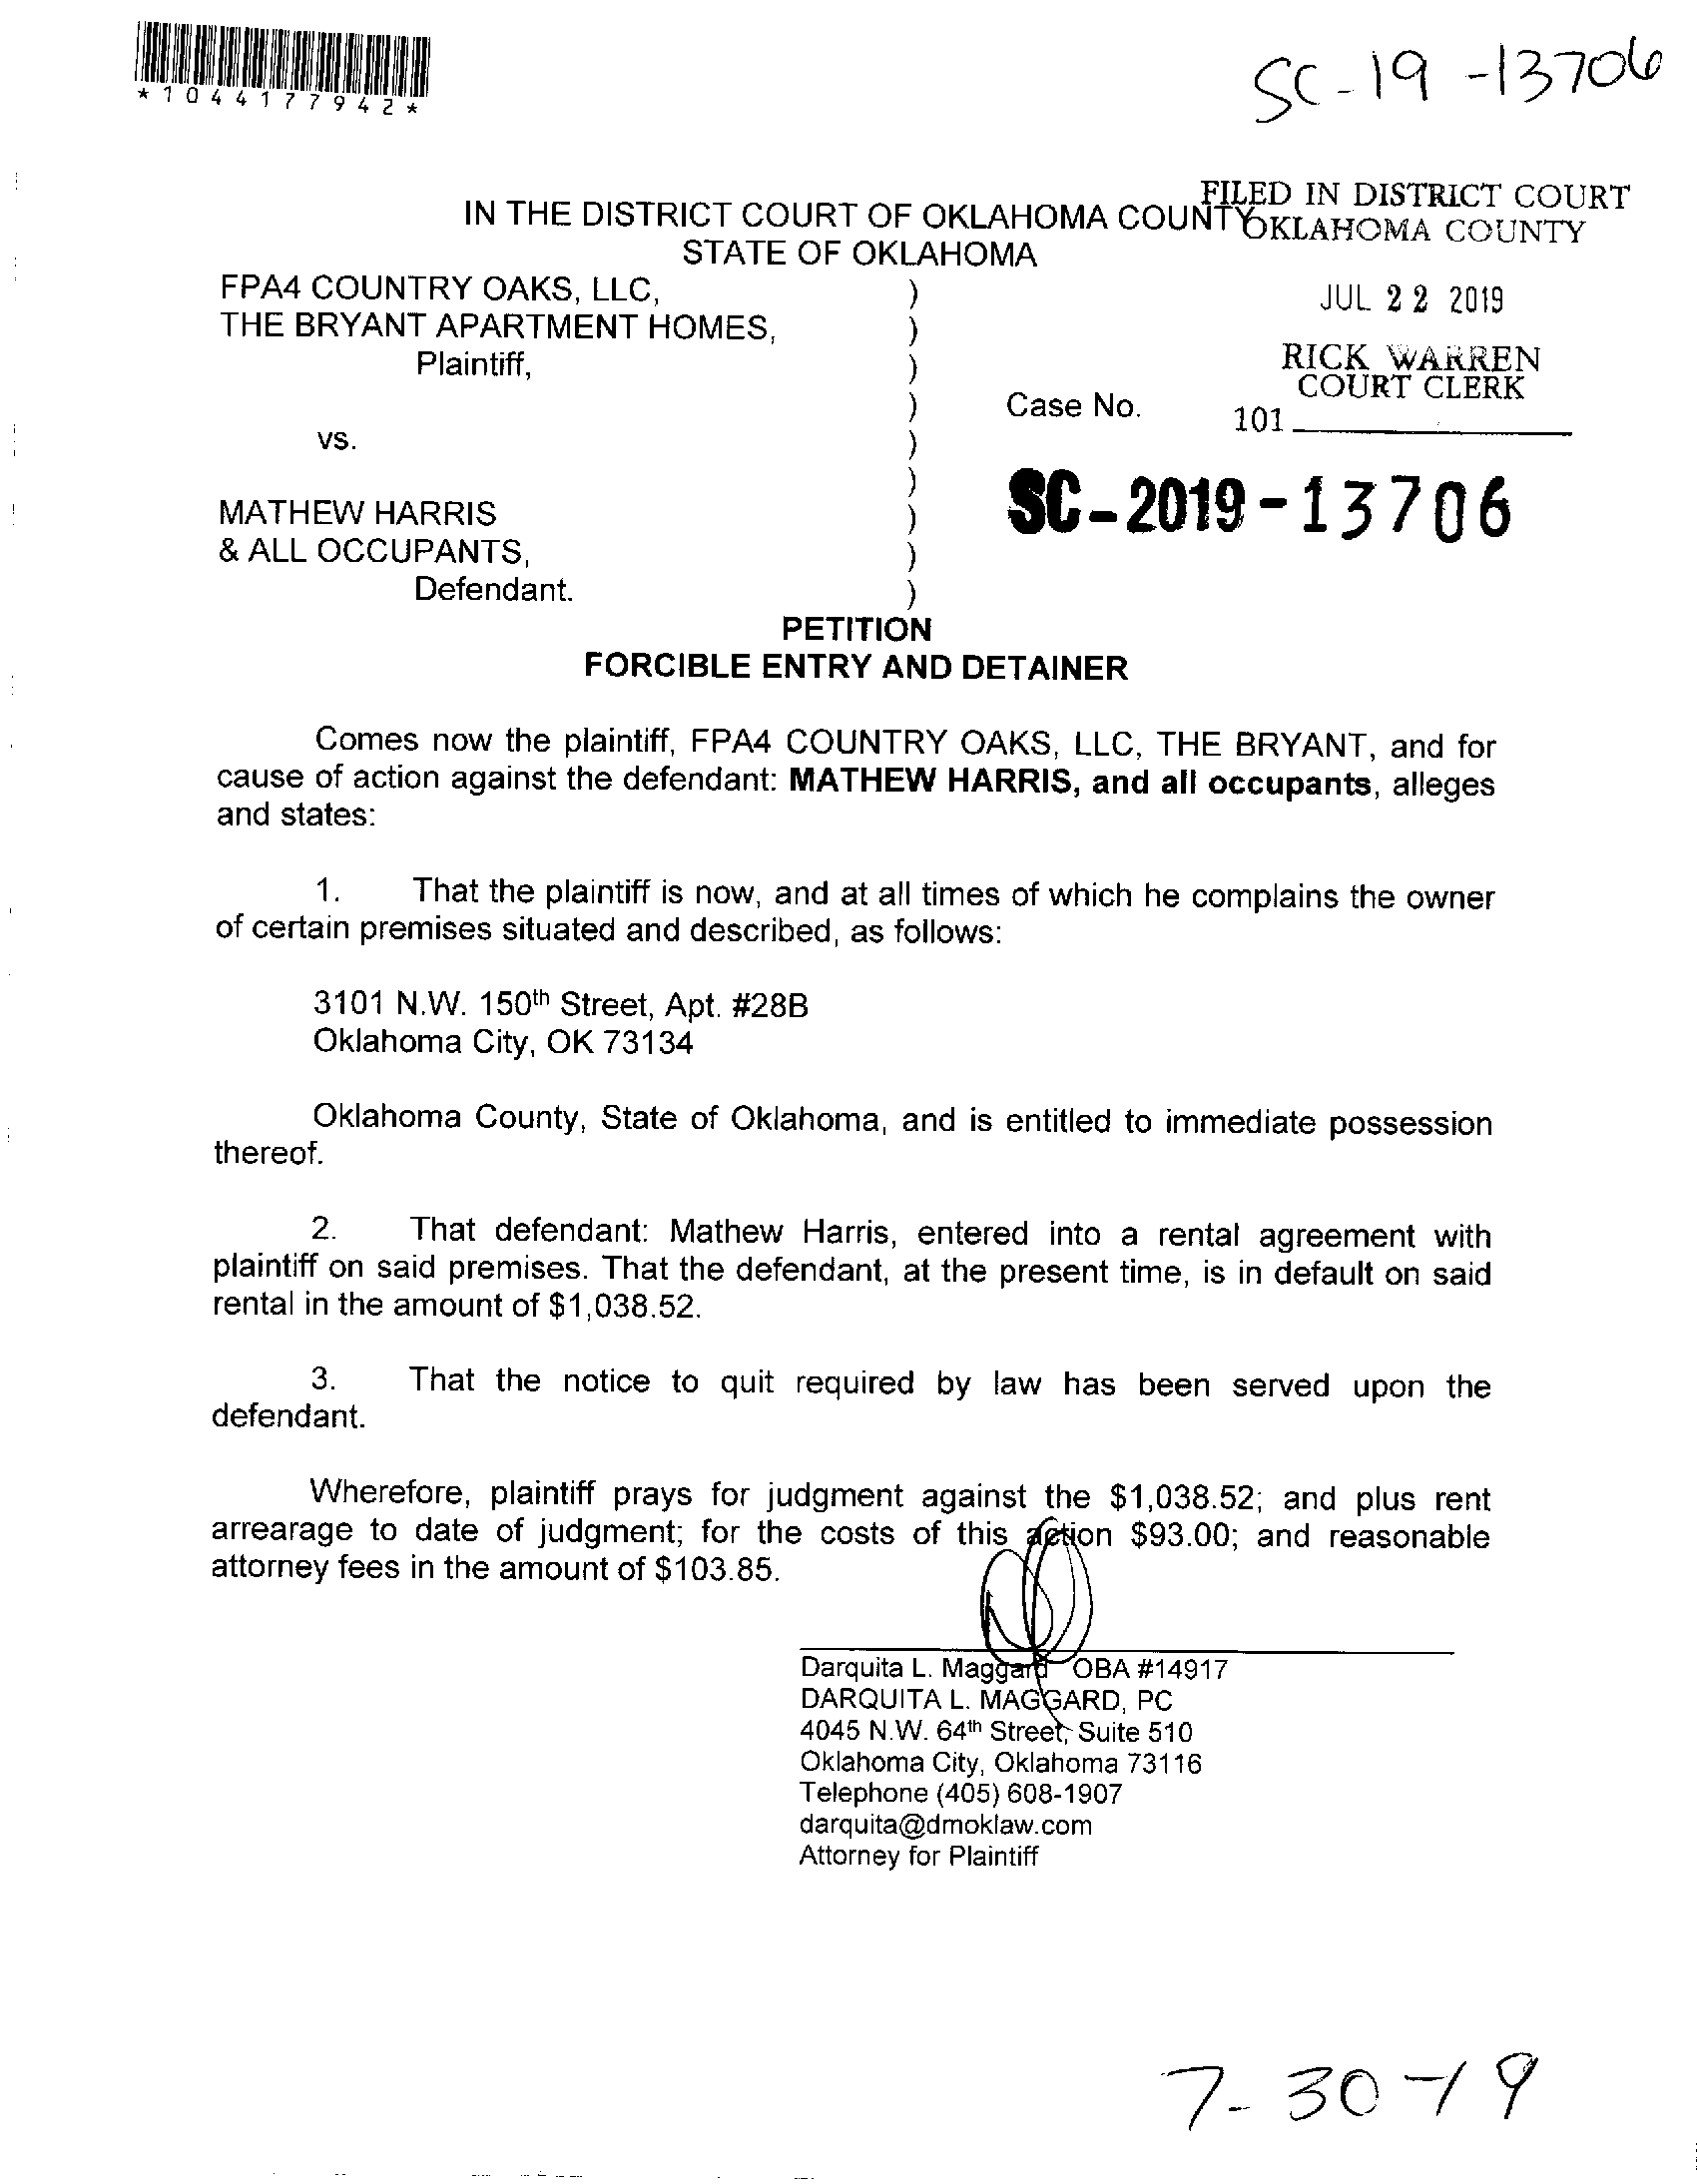 *1044177942*
SC-19-13706
FILED IN DISTRICT COURT
OKLAHOMA COUNTY
JUL 22 2019
RICK WARREN
COURT CLERK
101
IN THE DISTRICT COURT OF OKLAHOMA COUNTY
STATE OF OKLAHOMA
FPA4 COUNTRY OAKS, LLC, )
THE BRYANT APARTMENT HOMES, )
Plaintiff, )
) Case No.
vs. )
) SC-2019-13706
MATHEW HARRIS )
& ALL OCCUPANTS, )
Defendant. )
PETITION
FORCIBLE ENTRY AND DETAINER
Comes now the plaintiff, FPA4 COUNTRY OAKS, LLC, THE BRYANT, and for
cause of action against the defendant: MATHEW HARRIS, and all occupants, alleges
and states:
1. That the plaintiff is now, and at all times of which he complains the owner
of certain premises situated and described, as follows:
3101 N.W. 150th Street, Apt. #28B
Oklahoma City, OK 73134
Oklahoma County, State of Oklahoma, and is entitled to immediate possession
thereof.
2. That defendant: Mathew Harris, entered into a rental agreement with
plaintiff on said premises. That the defendant, at the present time, is in default on said
rental in the amount of $1,038.52.
3. That the notice to quit required by law has been served upon the
defendant.
Wherefore, plaintiff prays for judgment against the $1,038.52; and plus rent
arrearage to date of judgment; for the costs of this action $93.00; and reasonable
attorney fees in the amount of $103.85.
Darquita L. Maggard OBA #14917
DARQUITA L. MAGGARD, PC
4045 N.W. 64th Street, Suite 510
Oklahoma City, Oklahoma 73116
Telephone (405) 608-1907
darquita@dmoklaw.com
Attorney for Plaintiff
7-30-19